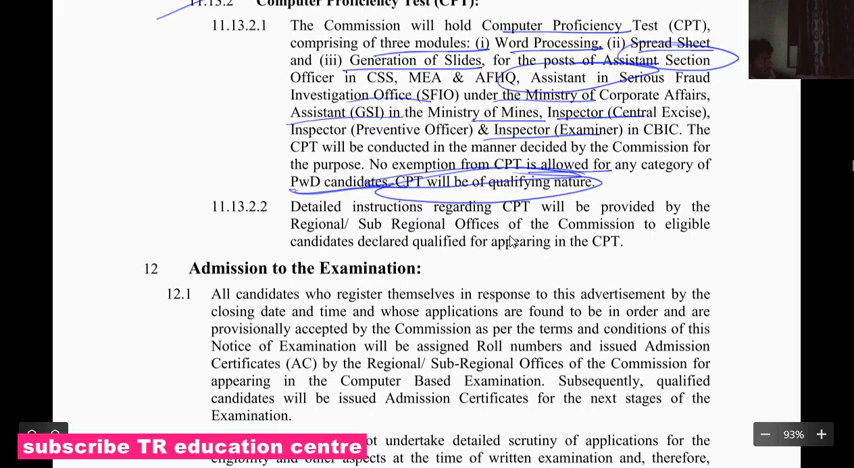 11.13.2 Computer Proficiency Test (CPT):
11.13.2.1 The Commission will hold Computer Proficiency Test (CPT),
comprising of three modules: (i) Word Processing, (ii) Spread Sheet
and (iii) Generation of Slides, for the posts of Assistant Section
Officer in CSS, MEA & AFHQ, Assistant in Serious Fraud
Investigation Office (SFIO) under the Ministry of Corporate Affairs,
Assistant (GSI) in the Ministry of Mines, Inspector (Central Excise),
Inspector (Preventive Officer) & Inspector (Examiner) in CBIC. The
CPT will be conducted in the manner decided by the Commission for
the purpose. No exemption from CPT is allowed for any category of
PwD candidates. CPT will be of qualifying nature.
11.13.2.2 Detailed instructions regarding CPT will be provided by the
Regional/ Sub Regional Offices of the Commission to eligible
candidates declared qualified for appearing in the CPT.
12 Admission to the Examination:
12.1 All candidates who register themselves in response to this advertisement by the
closing date and time and whose applications are found to be in order and are
provisionally accepted by the Commission as per the terms and conditions of this
Notice of Examination will be assigned Roll numbers and issued Admission
Certificates (AC) by the Regional/ Sub-Regional Offices of the Commission for
appearing in the Computer Based Examination. Subsequently, qualified
candidates will be issued Admission Certificates for the next stages of the
Examination.
93%
undertake detailed scrutiny of applications for the
subscribe TR education centre
at the time of written examination and, therefore,